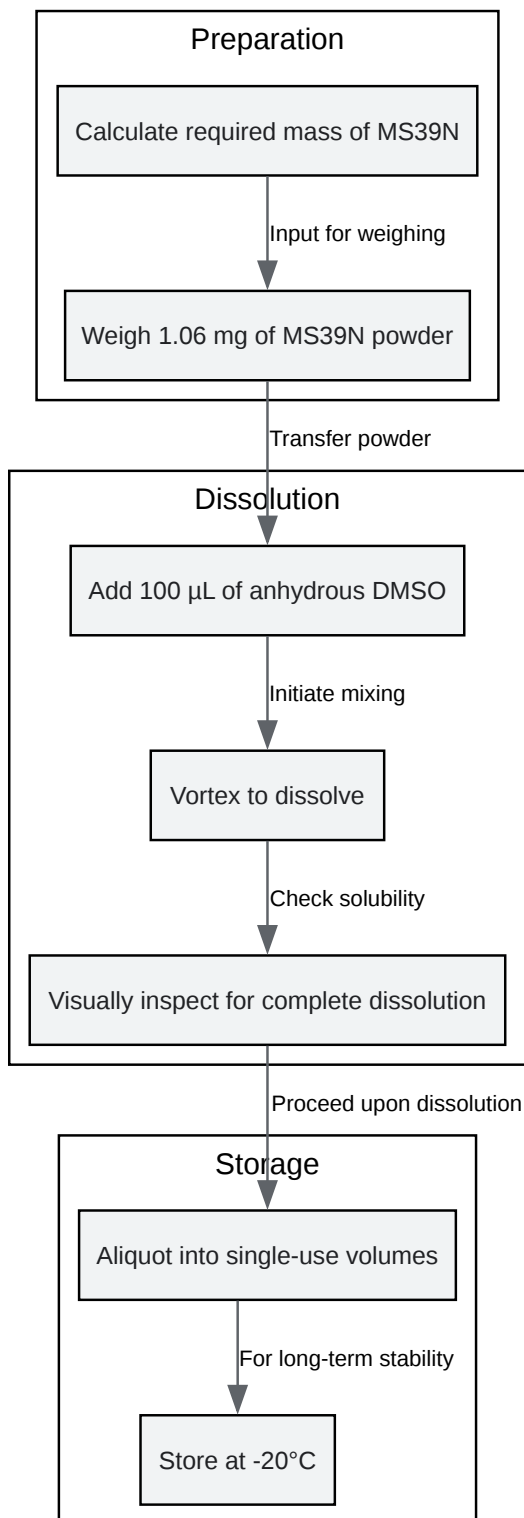 Preparation
Calculate required mass of MS39N
Input for weighing
Weigh 1.06 mg of MS39N powder
Transfer powder
Dissolution
Add 100 µL of anhydrous DMSO
Initiate mixing
Vortex to dissolve
Check solubility
Visually inspect for complete dissolution
Proceed upon dissolution
Storage
Aliquot into single-use volumes
For long-term stability
Store at -20°C